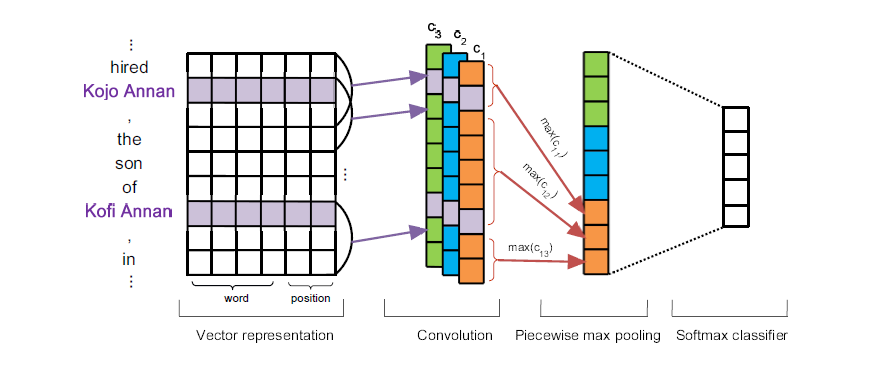 ⋮
hired
Kojo Annan
,
the
son
of
Kofi Annan
,
in
⋮
⋮
word
position
c3
c2
c1
max(c11)
max(c12)
max(c13)
Vector representation
Convolution
Piecewise max pooling
Softmax classifier